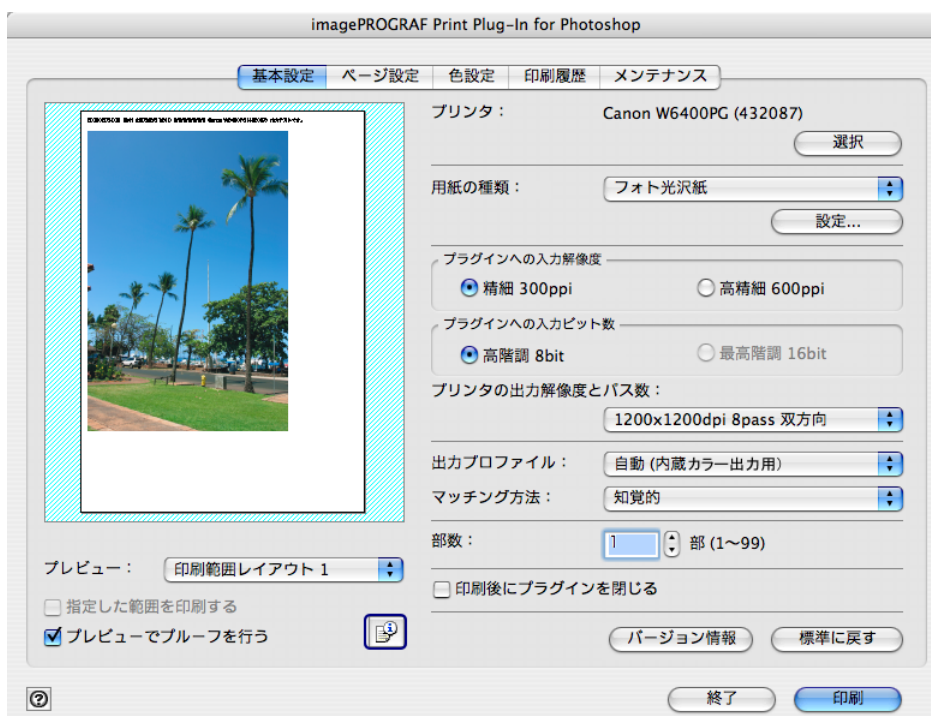 imagePROGRAF Print Plug-In for Photoshop
基本設定 ページ設定 色設定 印刷履歴 メンテナンス
プリンタ： Canon W6400PG (432087)
選択
用紙の種類： フォト光沢紙
設定...
プラグインへの入力解像度
精細 300ppi 高精細 600ppi
プラグインへの入力ビット数
高階調 8bit 最高階調 16bit
プリンタの出力解像度とパス数：
1200x1200dpi 8pass 双方向
出力プロファイル： 自動 (内蔵カラー出力用)
マッチング方法： 知覚的
部数： 1 部 (1〜99)
印刷後にプラグインを閉じる
プレビュー： 印刷範囲レイアウト 1
指定した範囲を印刷する
プレビューでプルーフを行う
バージョン情報 標準に戻す
? 終了 印刷